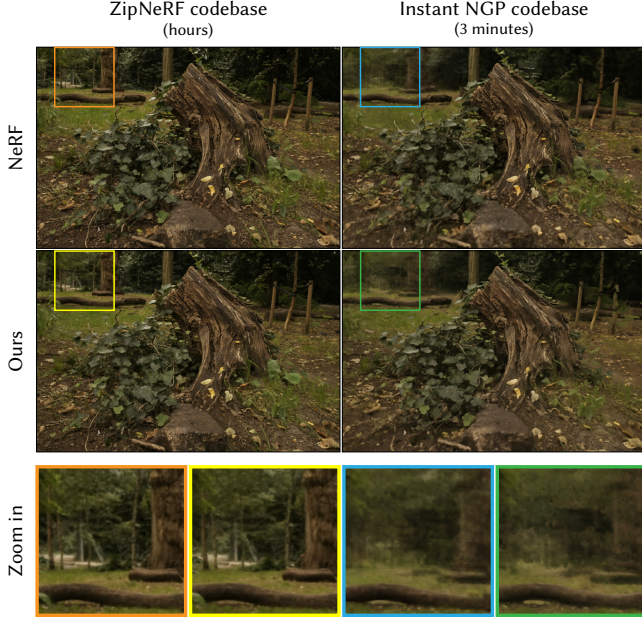 ZipNeRF codebase
(hours)
Instant NGP codebase
(3 minutes)
NeRF
Ours
Zoom in